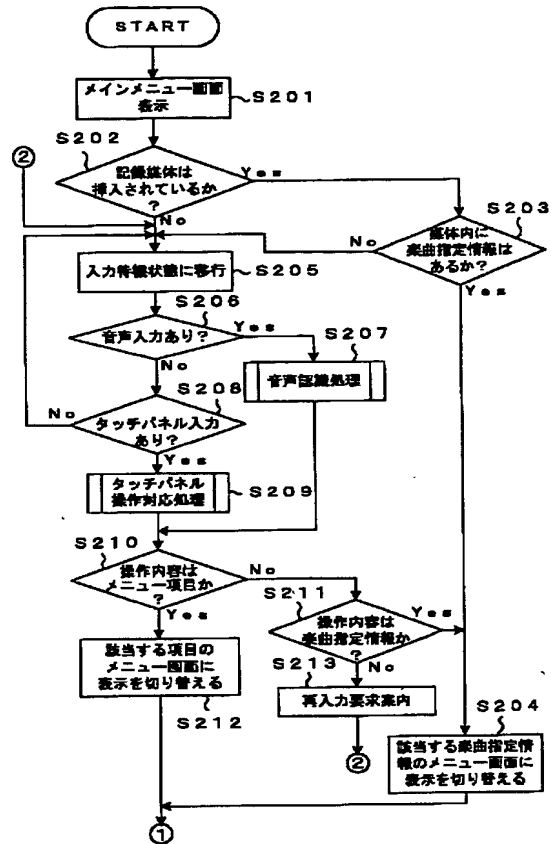 START
メインメニュー画面
表示
S201
S202
②
記録媒体は
挿入されているか
?
Yes
No
S203
媒体内に
楽曲指定情報は
あるか?
No
Yes
入力待機状態に移行
S205
S206
音声入力あり?
Yes
No
S207
音声認識処理
S208
タッチパネル入力
あり?
No
Yes
タッチパネル
操作対応処理
S209
S210
操作内容は
メニュー項目か
?
No
Yes
S211
操作内容は
楽曲指定情報か
?
Yes
No
該当する項目の
メニュー画面に
表示を切り替える
S212
S213
再入力要求案内
②
S204
該当する楽曲指定情
報のメニュー画面に
表示を切り替える
①